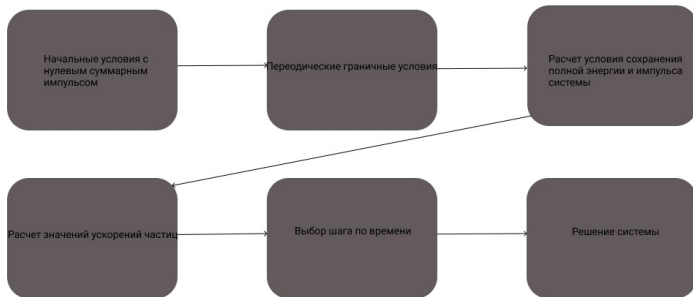 Начальные условия с
нулевым суммарным
импульсом
Переодические граничные условия
Расчет условия сохранения
полной энергии и импульса
системы
Расчет значений ускорений частиц
Выбор шага по времени
Решение системы